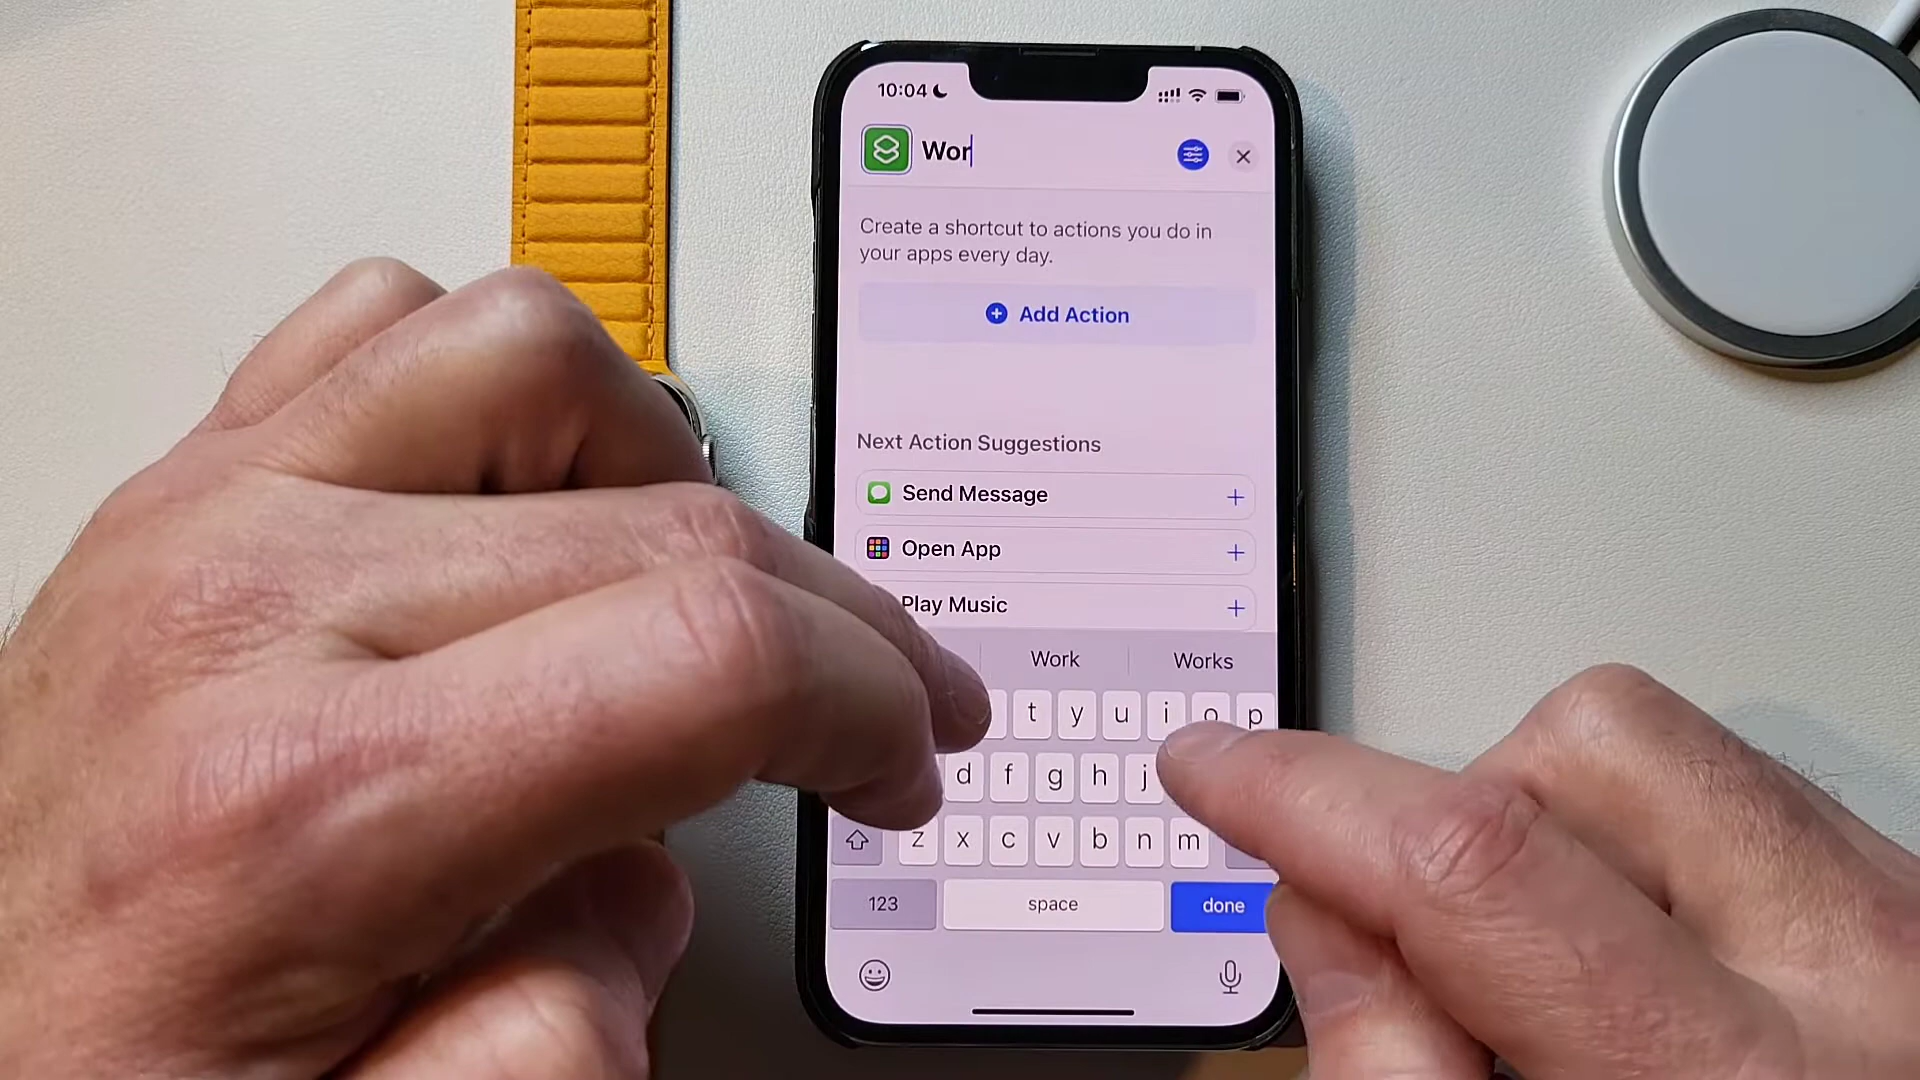 10:04
Wor
Create a shortcut to actions you do in
your apps every day.
Add Action
Next Action Suggestions
Send Message
Open App
Play Music
Work Works
t y u i o p
d f g h j
z x c v b n m
123 space done